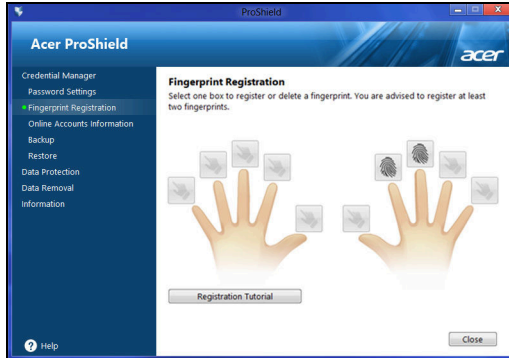 ProShield
Acer ProShield
acer
Credential Manager
Password Settings
Fingerprint Registration
Online Accounts Information
Backup
Restore
Data Protection
Data Removal
Information
Fingerprint Registration
Select one box to register or delete a fingerprint. You are advised to register at least
two fingerprints.
Registration Tutorial
? Help
Close